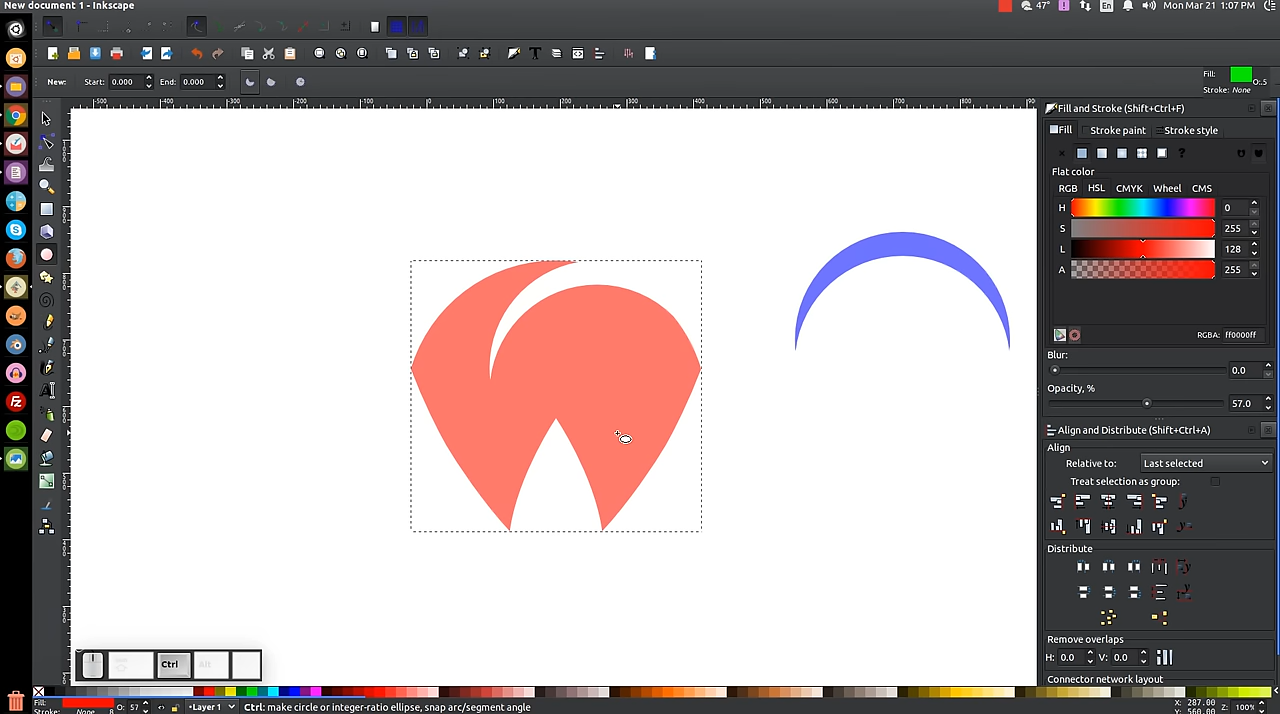 New document 1 - Inkscape
47° En Mon Mar 21 1:07 PM
New: Start: 0.000 End: 0.000
Fill:
Stroke: None
O:.5
Fill and Stroke (Shift+Ctrl+F)
Fill Stroke paint Stroke style
Flat color
RGB HSL CMYK Wheel CMS
H 0
S 255
L 128
A 255
RGBA: ff0000ff
Blur:
0.0
Opacity, %
57.0
Align and Distribute (Shift+Ctrl+A)
Align
Relative to: Last selected
Treat selection as group:
Distribute
Remove overlaps
H: 0.0 V: 0.0
Connector network layout
Ctrl Alt
Fill:
Stroke: None
O: 57
Layer 1
Ctrl: make circle or integer-ratio ellipse, snap arc/segment angle
X: 287.00
Y: 560.00
Z: 100%